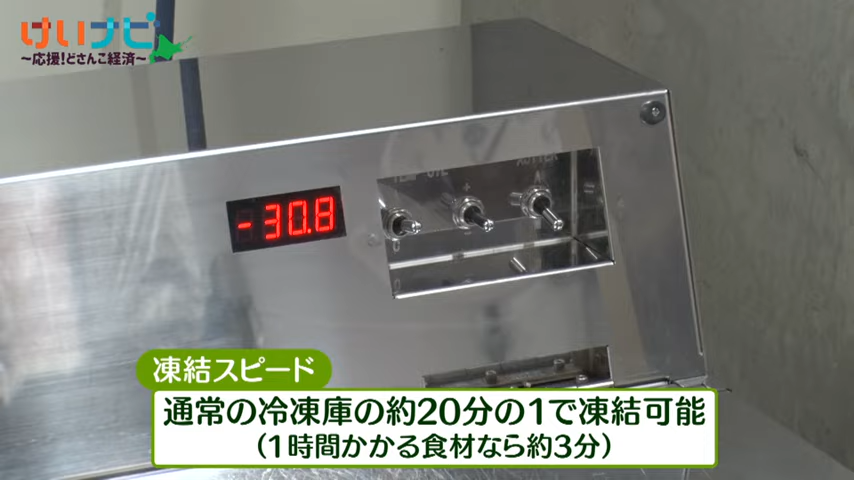 けいナビ
~応援!どさんこ経済~
-30.8
+
A
凍結スピード
通常の冷凍庫の約20分の1で凍結可能
(1時間かかる食材なら約3分)